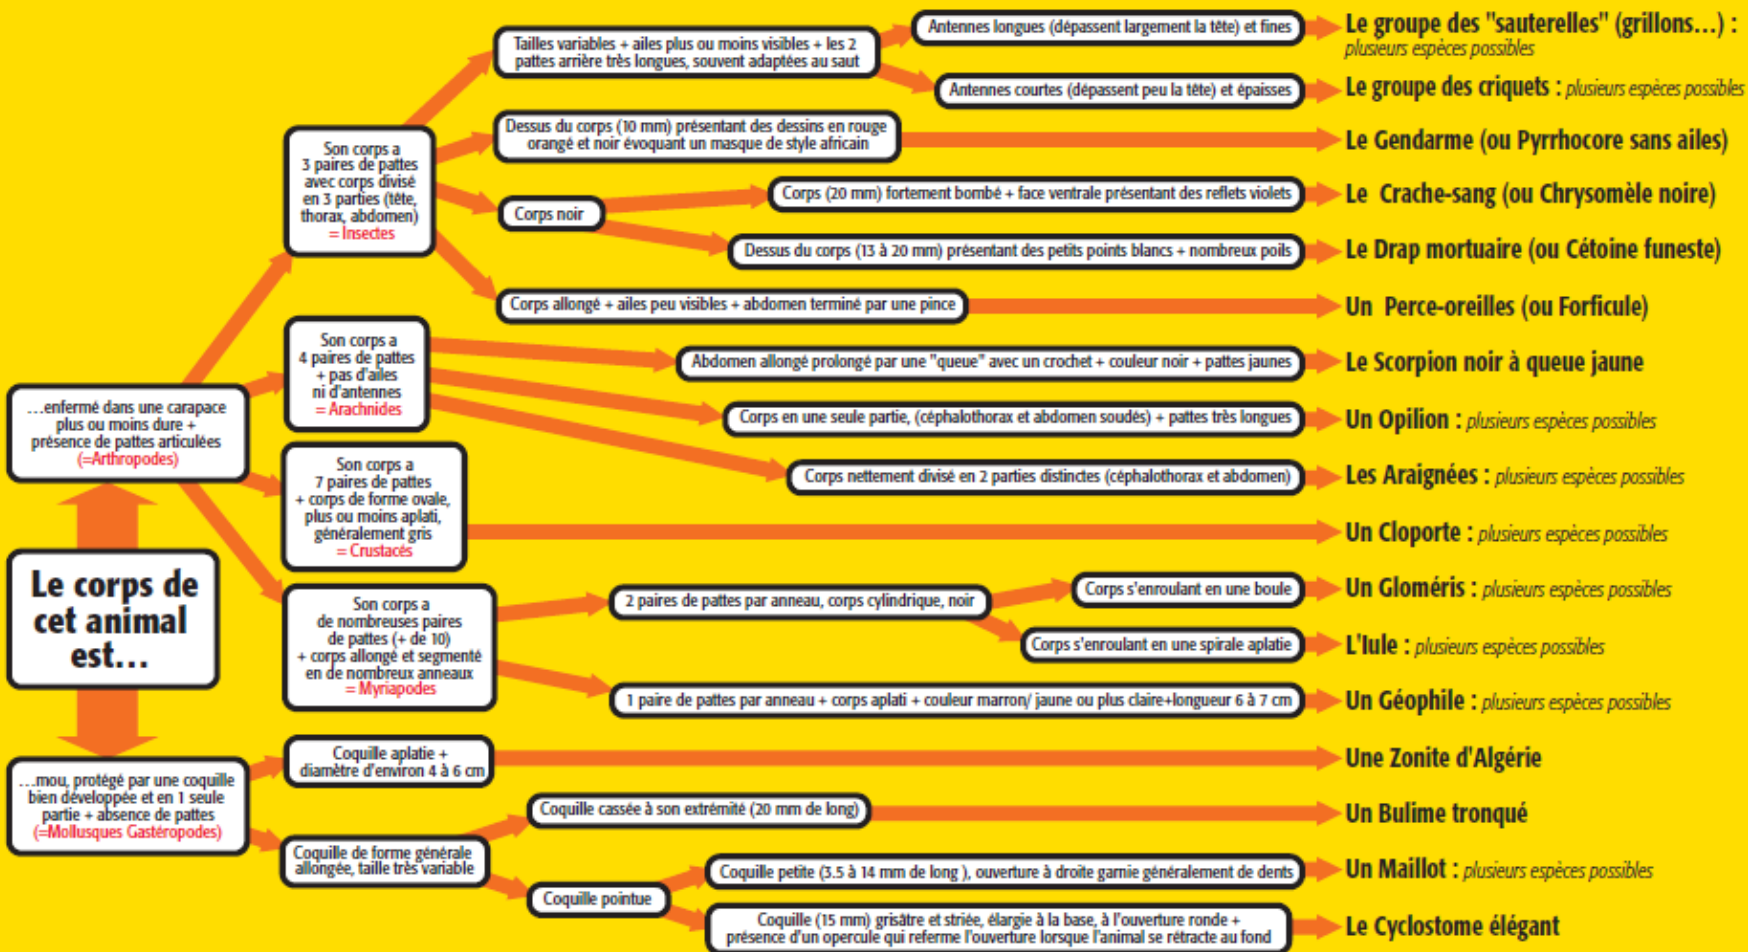 Antennes longues (dépassent largement la tête) et fines
Le groupe des "sauterelles" (grillons...) :
plusieurs espèces possibles
Tailles variables + ailes plus ou moins visibles + les 2
pattes arrière très longues, souvent adaptées au saut
Antennes courtes (dépassent peu la tête) et épaisses
Le groupe des criquets : plusieurs espèces possibles
Dessus du corps (10 mm) présentant des dessins en rouge
orangé et noir évoquant un masque de style africain
Le Gendarme (ou Pyrrhocore sans ailes)
Son corps a
3 paires de pattes
avec corps divisé
en 3 parties (tête,
thorax, abdomen)
= Insectes
Corps noir
Corps (20 mm) fortement bombé + face ventrale présentant des reflets violets
Le Crache-sang (ou Chrysomèle noire)
Dessus du corps (13 à 20 mm) présentant des petits points blancs + nombreux poils
Le Drap mortuaire (ou Cétoine funeste)
Corps allongé + ailes peu visibles + abdomen terminé par une pince
Un Perce-oreilles (ou Forficule)
Son corps a
4 paires de pattes
+ pas d'ailes
ni d'antennes
= Arachnides
Abdomen allongé prolongé par une "queue" avec un crochet + couleur noir + pattes jaunes
Le Scorpion noir à queue jaune
Corps en une seule partie, (céphalothorax et abdomen soudés) + pattes très longues
Un Opilion : plusieurs espèces possibles
Corps nettement divisé en 2 parties distinctes (céphalothorax et abdomen)
Les Araignées : plusieurs espèces possibles
...enfermé dans une carapace
plus ou moins dure +
présence de pattes articulées
(=Arthropodes)
Son corps a
7 paires de pattes
+ corps de forme ovale,
plus ou moins aplati,
généralement gris
= Crustacés
Un Cloporte : plusieurs espèces possibles
Le corps de
cet animal
est...
Son corps a
de nombreuses paires
de pattes (+ de 10)
+ corps allongé et segmenté
en de nombreux anneaux
= Myriapodes
2 paires de pattes par anneau, corps cylindrique, noir
Corps s'enroulant en une boule
Un Gloméris : plusieurs espèces possibles
Corps s'enroulant en une spirale aplatie
L'Iule : plusieurs espèces possibles
1 paire de pattes par anneau + corps aplati + couleur marron/ jaune ou plus claire+longueur 6 à 7 cm
Un Géophile : plusieurs espèces possibles
...mou, protégé par une coquille
bien développée et en 1 seule
partie + absence de pattes
(=Mollusques Gastéropodes)
Coquille aplatie +
diamètre d'environ 4 à 6 cm
Une Zonite d'Algérie
Coquille de forme générale
allongée, taille très variable
Coquille cassée à son extrémité (20 mm de long)
Un Bulime tronqué
Coquille pointue
Coquille petite (3.5 à 14 mm de long ), ouverture à droite garnie généralement de dents
Un Maillot : plusieurs espèces possibles
Coquille (15 mm) grisâtre et striée, élargie à la base, à l'ouverture ronde +
présence d'un opercule qui referme l'ouverture lorsque l'animal se rétracte au fond
Le Cyclostome élégant